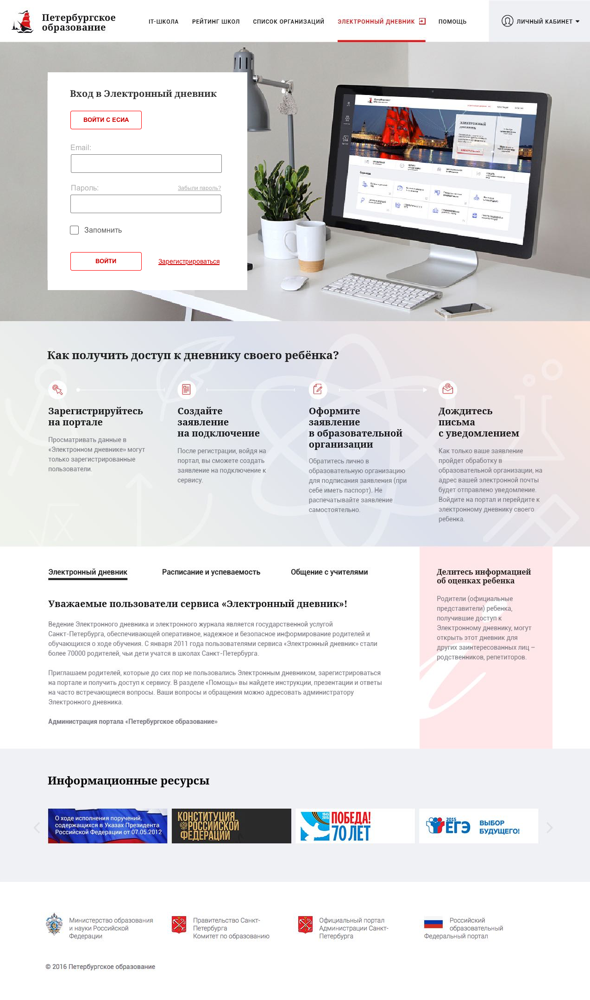 Петербургское
образование
IT-ШКОЛА
РЕЙТИНГ ШКОЛ
СПИСОК ОРГАНИЗАЦИЙ
ЭЛЕКТРОННЫЙ ДНЕВНИК
ПОМОЩЬ
ЛИЧНЫЙ КАБИНЕТ
Вход в Электронный дневник
ВОЙТИ С ЕСИА
Email:
Пароль:
Забыли пароль?
Запомнить
ВОЙТИ
Зарегистрироваться
Как получить доступ к дневнику своего ребёнка?
Зарегистрируйтесь
на портале
Просматривать данные в
«Электронном дневнике» могут
только зарегистрированные
пользователи.
Создайте
заявление
на подключение
После регистрации, войдя на
портал, вы сможете создать
заявление на подключение к
сервису.
Оформите
заявление
в образовательной
организации
Обратитесь лично в
образовательную организацию
для подписания заявления (при
себе иметь паспорт). Не
распечатывайте заявление
самостоятельно.
Дождитесь
письма
с уведомлением
Как только ваше заявление
пройдет обработку в
образовательной организации, на
адрес вашей электронной почты
будет отправлено уведомление.
Войдите на портал и перейдите к
электронному дневнику своего
ребенка.
Электронный дневник
Расписание и успеваемость
Общение с учителями
Уважаемые пользователи сервиса «Электронный дневник»!
Ведение Электронного дневника и электронного журнала является государственной услугой
Санкт-Петербурга, обеспечивающей оперативное, надежное и безопасное информирование родителей и
обучающихся о ходе обучения. С января 2011 года пользователями сервиса «Электронный дневник» стали
более 70000 родителей, чьи дети учатся в школах Санкт-Петербурга.
Приглашаем родителей, которые до сих пор не пользовались Электронным дневником, зарегистрироваться
на портале и получить доступ к сервису. В разделе «Помощь» вы найдете инструкции, презентации и ответы
на часто встречающиеся вопросы. Ваши вопросы и обращения можно адресовать администратору
Электронного дневника.
Администрация портала «Петербургское образование»
Делитесь информацией
об оценках ребенка
Родители (официальные
представители) ребенка,
получившие доступ к
Электронному дневнику, могут
открыть этот дневник для
других заинтересованных лиц –
родственников, репетиторов.
Информационные ресурсы
О ходе исполнения поручений,
содержащихся в Указах Президента
Российской Федерации от 07.05.2012
КОНСТИТУЦИЯ
РОССИЙСКОЙ
ФЕДЕРАЦИИ
1945
2015
ПОБЕДА!
70 ЛЕТ
2015
ЕГЭ
ВЫБОР
БУДУЩЕГО!
Министерство образования
и науки Российской
Федерации
Правительство Санкт-
Петербурга
Комитет по образованию
Официальный портал
Администрации Санкт-
Петербурга
Российский
образовательный
Федеральный портал
© 2016 Петербургское образование